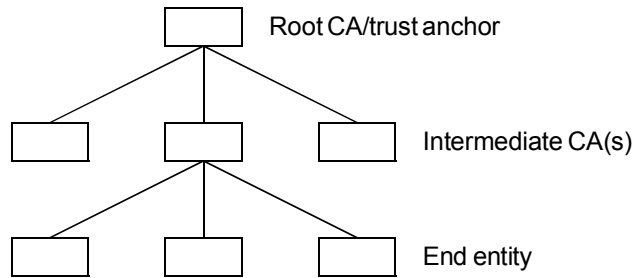 Root CA/trust anchor
Intermediate CA(s)
End entity